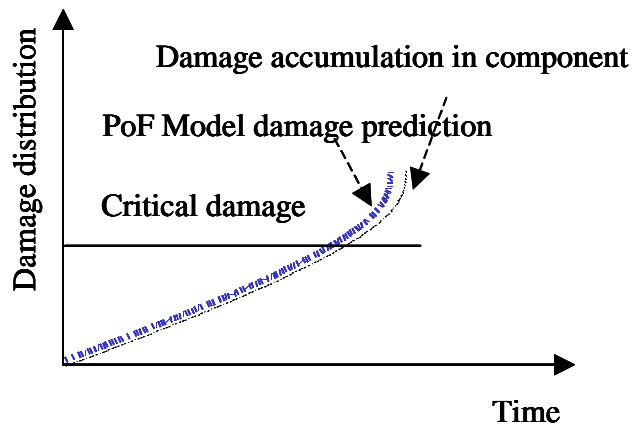 Damage accumulation in component
PoF Model damage prediction
Critical damage
Damage distribution
Time